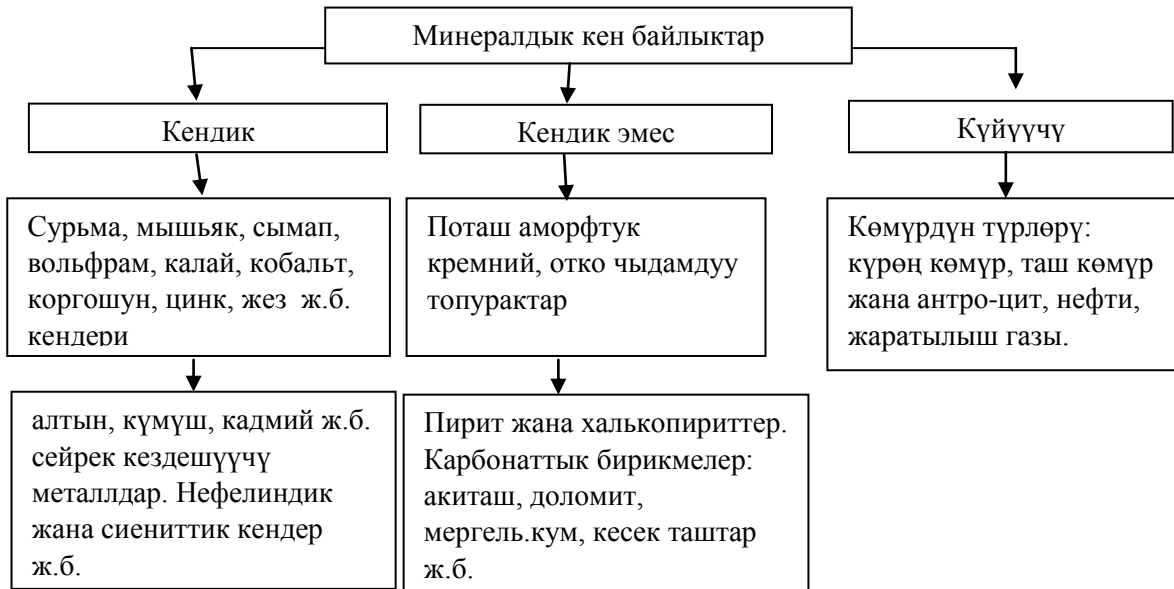 Минералдык кен байлыктар
Кендик
Кендик эмес
Күйүүчү
Сурьма, мышьяк, сымап,
вольфрам, калай, кобальт,
коргошун, цинк, жез ж.б.
кендери
Поташ аморфтук
кремний, отко чыдамдуу
топурактар
Көмүрдүн түрлөрү:
күрөң көмүр, таш көмүр
жана антро-цит, нефти,
жаратылыш газы.
алтын, күмүш, кадмий ж.б.
сейрек кездешүүчү
металлдар. Нефелиндик
жана сиениттик кендер
ж.б.
Пирит жана халькопириттер.
Карбонаттык бирикмелер:
акиташ, доломит,
мергель.кум, кесек таштар
ж.б.